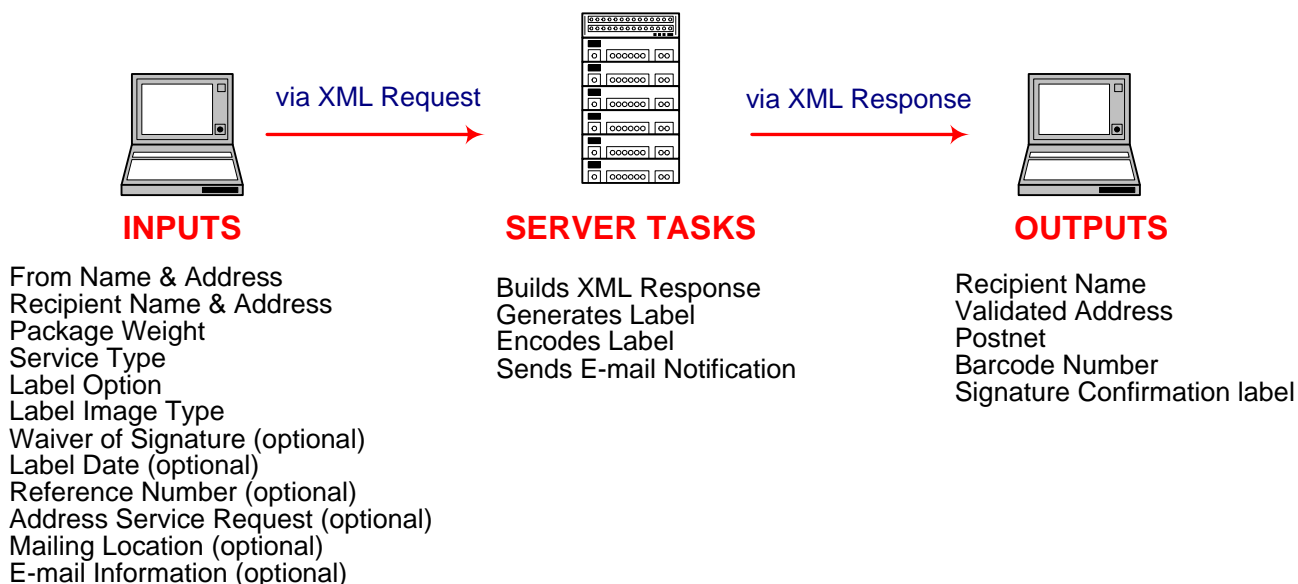 via XML Request
via XML Response
INPUTS
From Name & Address
Recipient Name & Address
Package Weight
Service Type
Label Option
Label Image Type
Waiver of Signature (optional)
Label Date (optional)
Reference Number (optional)
Address Service Request (optional)
Mailing Location (optional)
E-mail Information (optional)
SERVER TASKS
Builds XML Response
Generates Label
Encodes Label
Sends E-mail Notification
OUTPUTS
Recipient Name
Validated Address
Postnet
Barcode Number
Signature Confirmation label